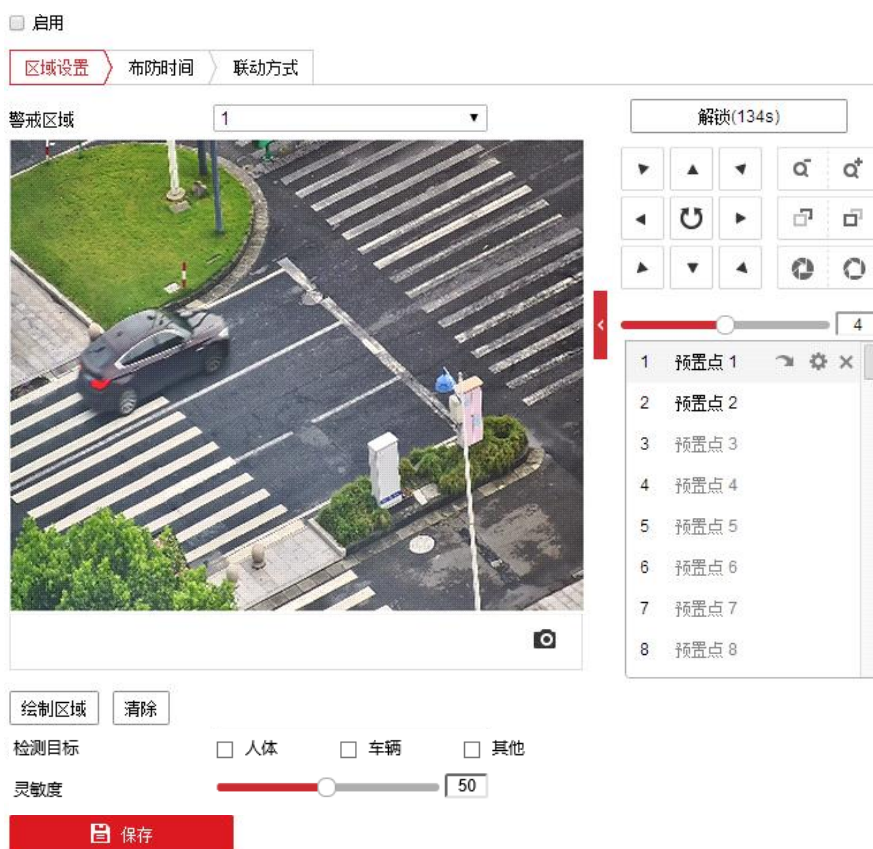 启用
区域设置 布防时间 联动方式
警戒区域 1 解锁(134s)
4
1 预置点 1
2 预置点 2
3 预置点 3
4 预置点 4
5 预置点 5
6 预置点 6
7 预置点 7
8 预置点 8
绘制区域 清除
检测目标 人体 车辆 其他
灵敏度 50
保存